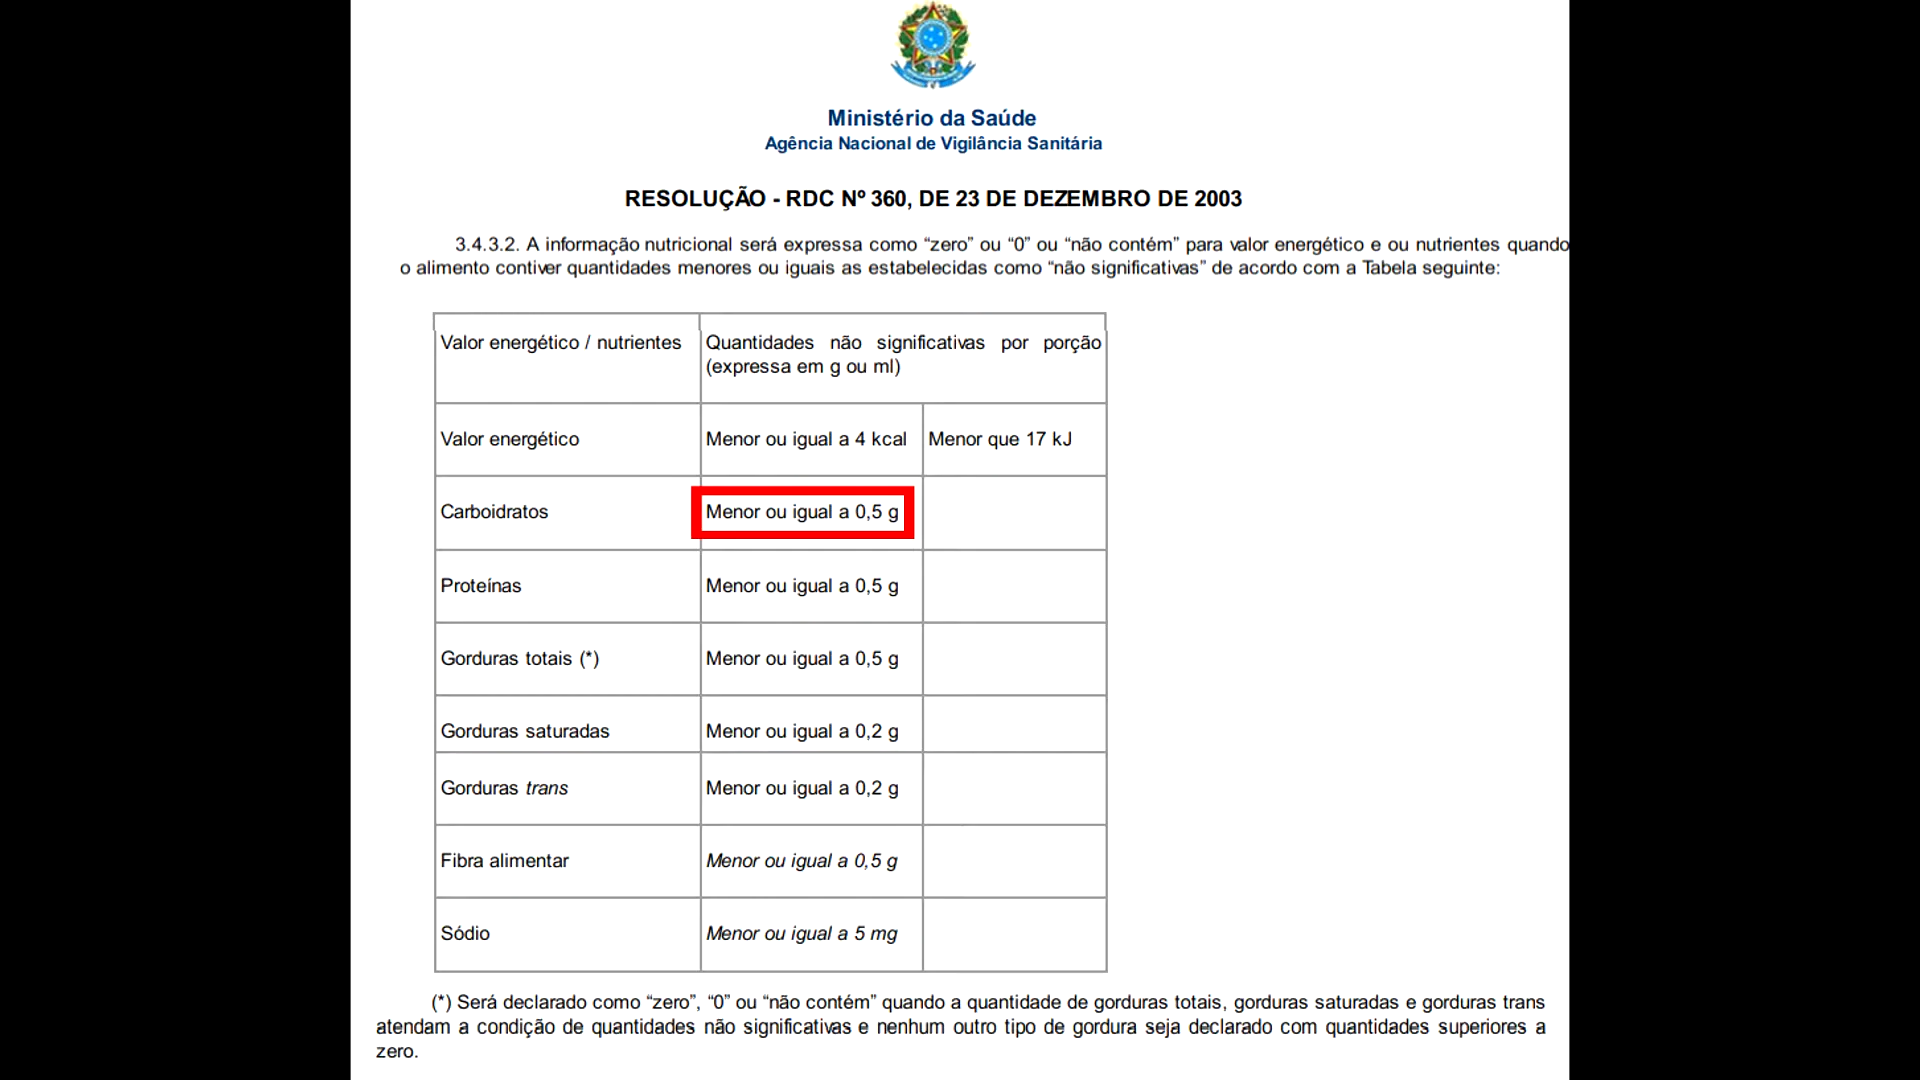 Ministério da Saúde
Agência Nacional de Vigilância Sanitária
RESOLUÇÃO - RDC Nº 360, DE 23 DE DEZEMBRO DE 2003
3.4.3.2. A informação nutricional será expressa como “zero” ou “0” ou “não contém” para valor energético e ou nutrientes quando
o alimento contiver quantidades menores ou iguais as estabelecidas como “não significativas” de acordo com a Tabela seguinte:
Valor energético / nutrientes Quantidades não significativas por porção
(expressa em g ou ml)
Valor energético Menor ou igual a 4 kcal Menor que 17 kJ
Carboidratos Menor ou igual a 0,5 g
Proteínas Menor ou igual a 0,5 g
Gorduras totais (*) Menor ou igual a 0,5 g
Gorduras saturadas Menor ou igual a 0,2 g
Gorduras trans Menor ou igual a 0,2 g
Fibra alimentar Menor ou igual a 0,5 g
Sódio Menor ou igual a 5 mg
(*) Será declarado como “zero”, “0” ou “não contém” quando a quantidade de gorduras totais, gorduras saturadas e gorduras trans
atendam a condição de quantidades não significativas e nenhum outro tipo de gordura seja declarado com quantidades superiores a
zero.